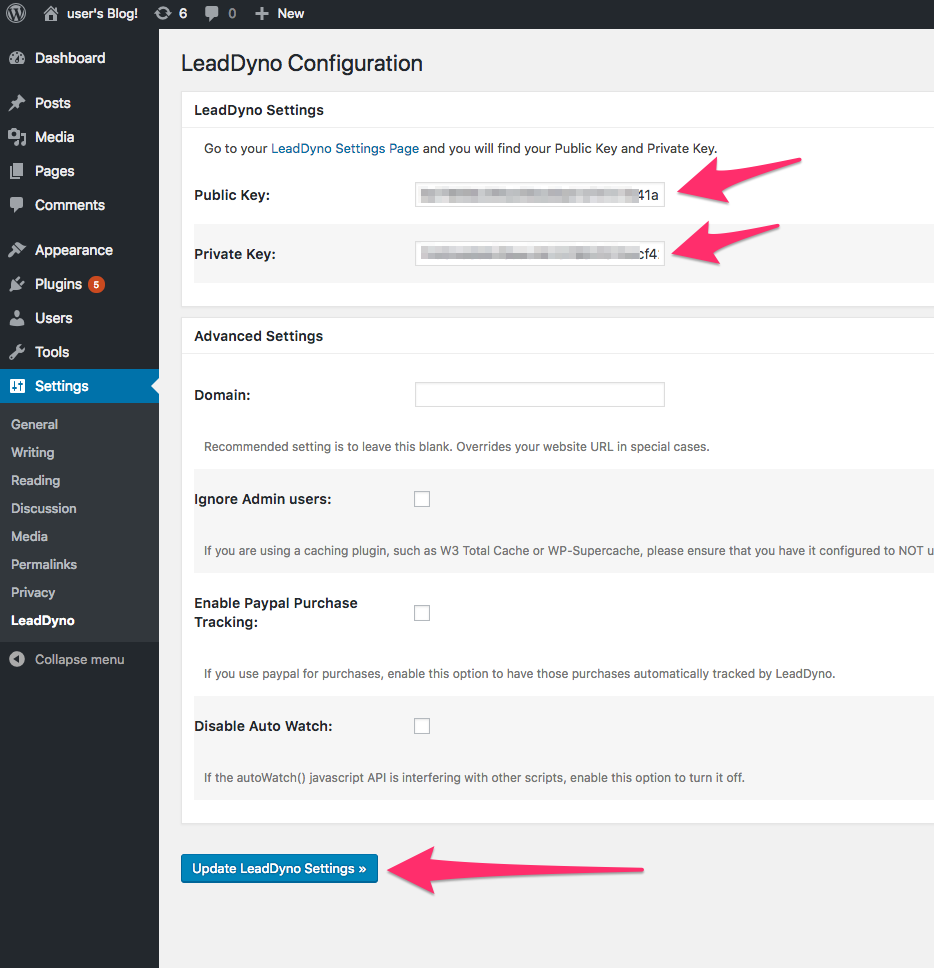 user's Blog! 6 0 New
Dashboard
Posts
Media
Pages
Comments
Appearance
Plugins 5
Users
Tools
Settings
General
Writing
Reading
Discussion
Media
Permalinks
Privacy
LeadDyno
Collapse menu
LeadDyno Configuration
LeadDyno Settings
Go to your LeadDyno Settings Page and you will find your Public Key and Private Key.
Public Key: 41a
Private Key: cf4
Advanced Settings
Domain:
Recommended setting is to leave this blank. Overrides your website URL in special cases.
Ignore Admin users:
If you are using a caching plugin, such as W3 Total Cache or WP-Supercache, please ensure that you have it configured to NOT u
Enable Paypal Purchase
Tracking:
If you use paypal for purchases, enable this option to have those purchases automatically tracked by LeadDyno.
Disable Auto Watch:
If the autoWatch() javascript API is interfering with other scripts, enable this option to turn it off.
Update LeadDyno Settings »